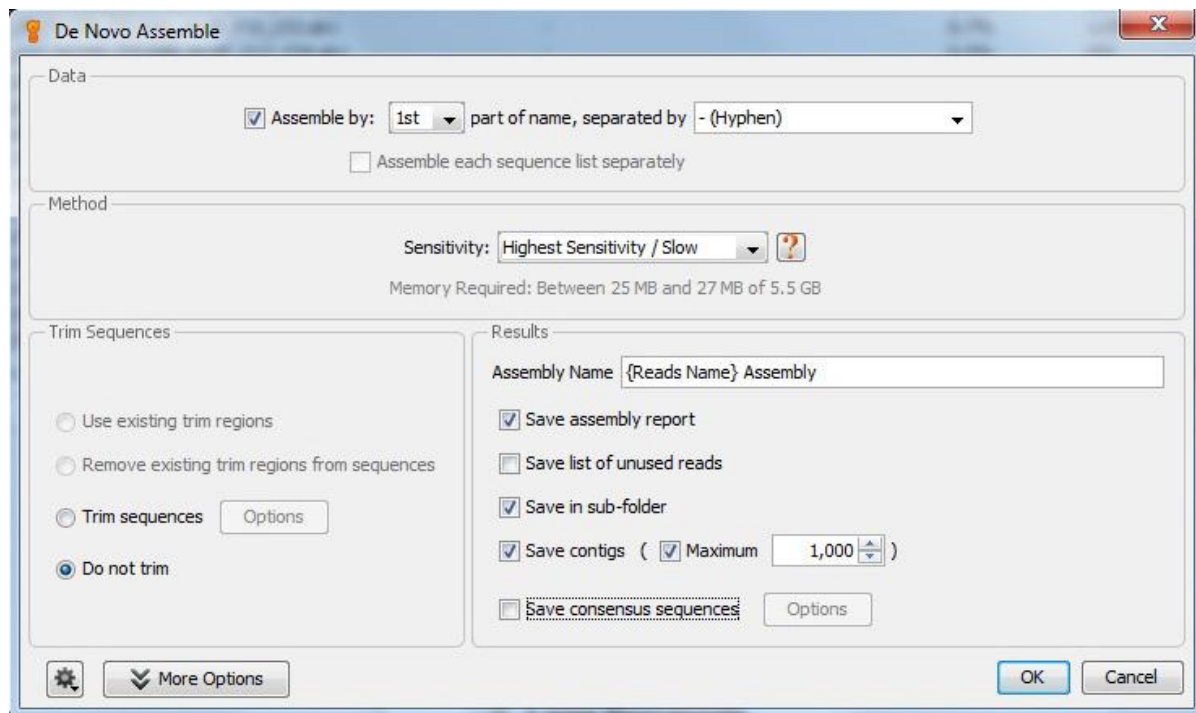 De Novo Assemble
Data
Assemble by: 1st part of name, separated by - (Hyphen)
Assemble each sequence list separately
Method
Sensitivity: Highest Sensitivity / Slow ?
Memory Required: Between 25 MB and 27 MB of 5.5 GB
Trim Sequences
Use existing trim regions
Remove existing trim regions from sequences
Trim sequences Options
Do not trim
Results
Assembly Name {Reads Name} Assembly
Save assembly report
Save list of unused reads
Save in sub-folder
Save contigs ( Maximum 1,000 )
Save consensus sequences Options
More Options
OK Cancel